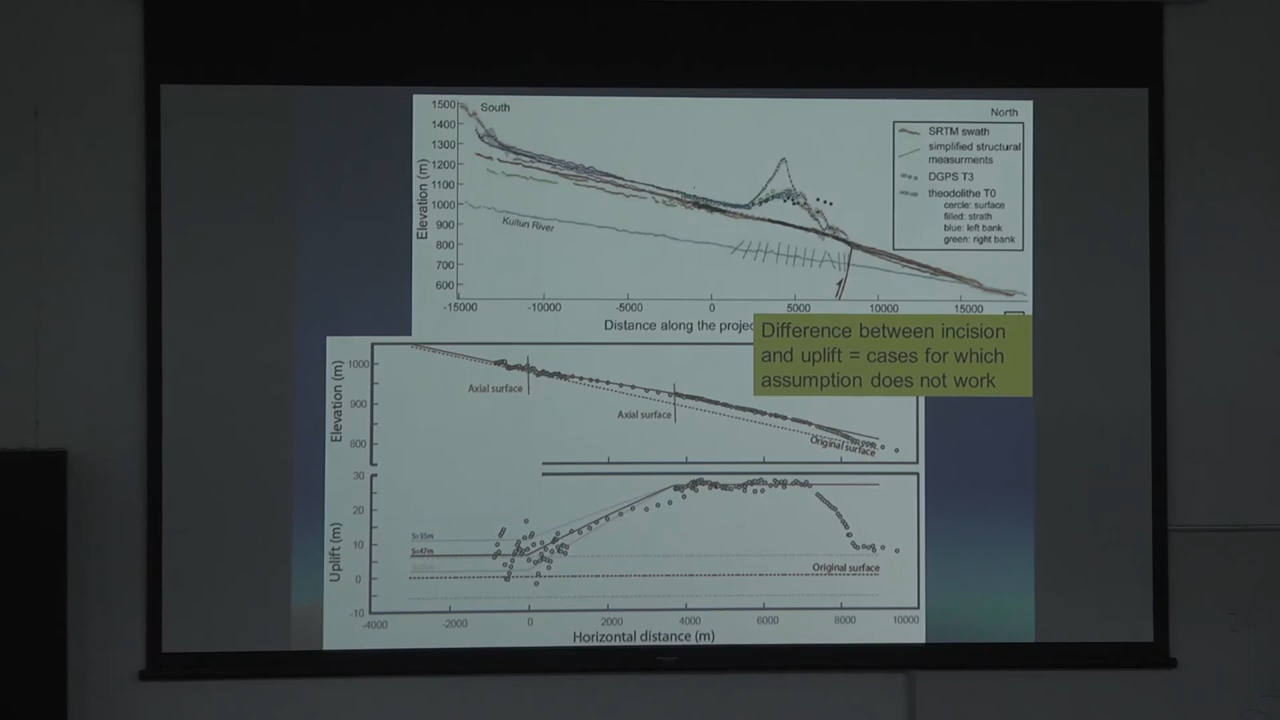 South
North
1500
1400
1300
1200
1100
1000
900
800
700
600
Elevation (m)
SRTM swath
simplified structural
measurments
DGPS T3
theodolithe T0
cercle: surface
filled: strath
blue: left bank
green: right bank
Kuitun River
-15000
-10000
-5000
0
5000
10000
15000
Distance along the projec
Difference between incision
and uplift = cases for which
assumption does not work
1000
900
800
Elevation (m)
Axial surface
Axial surface
Original surface
30
20
10
0
-10
Uplift (m)
S=35m
S=47m
Original surface
-4000
-2000
0
2000
4000
6000
8000
10000
Horizontal distance (m)